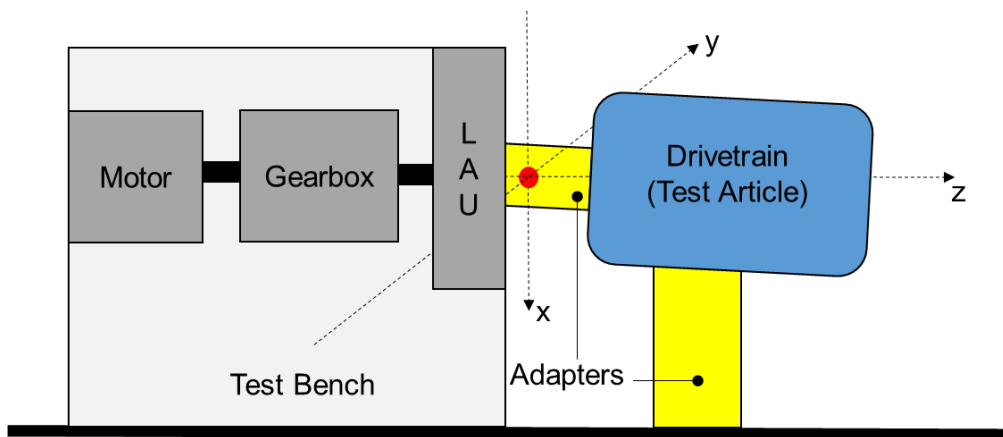 y
L
A
U
Motor
Gearbox
Drivetrain
(Test Article)
z
x
Test Bench
Adapters